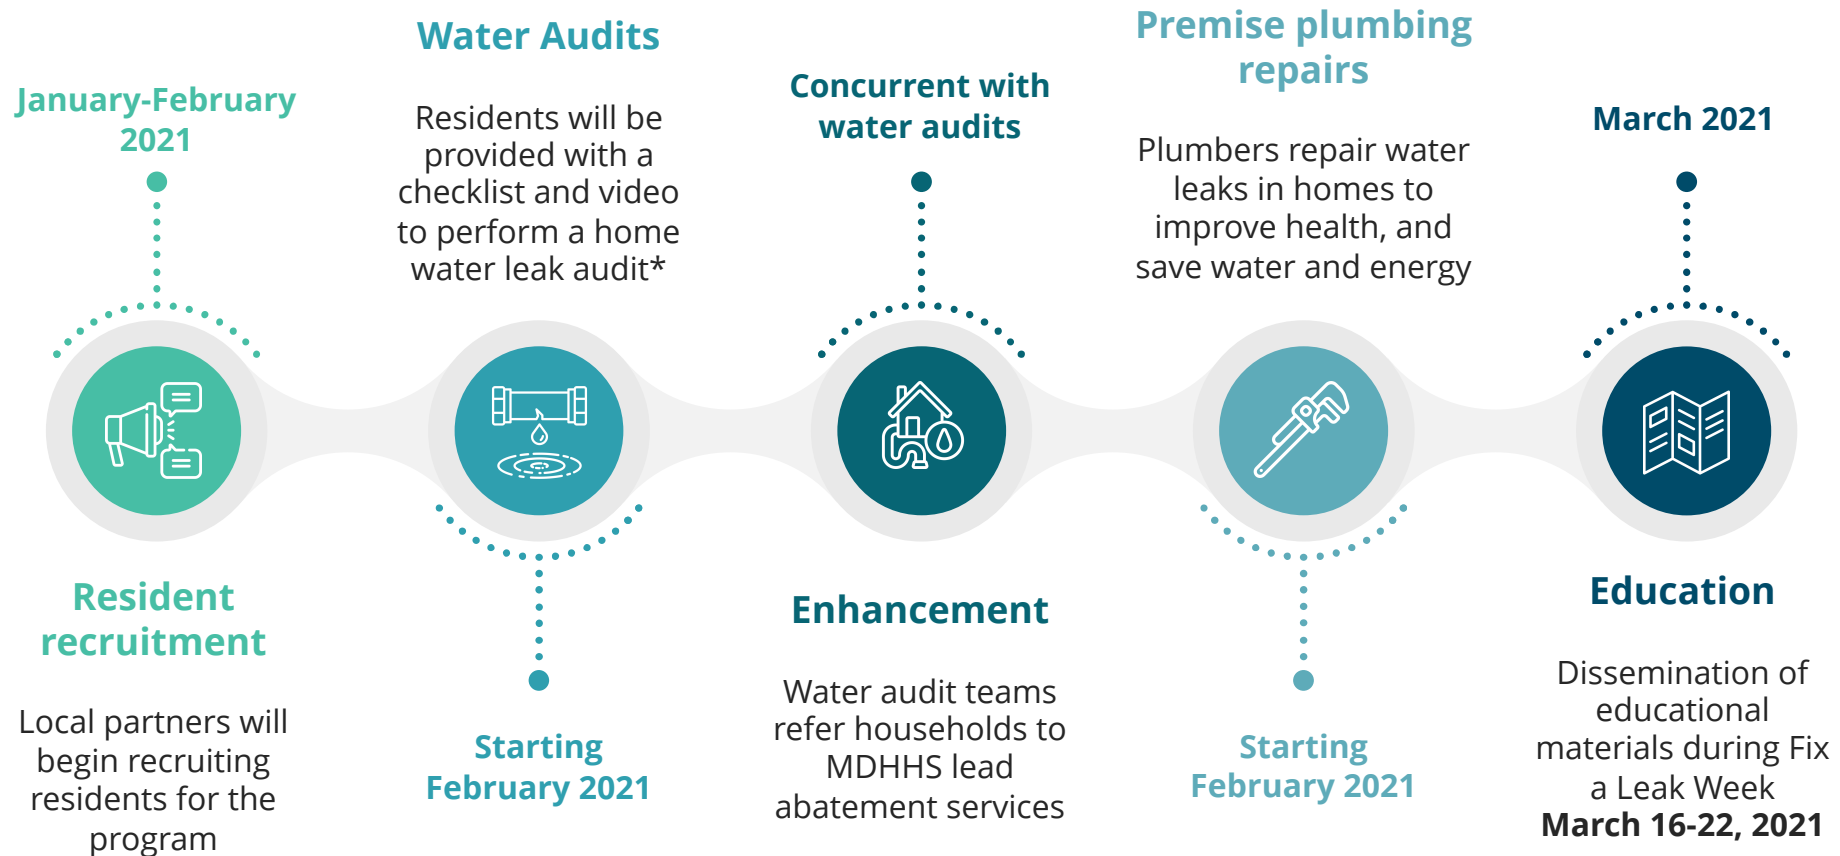 January-February
2021
Resident
recruitment
Local partners will
begin recruiting
residents for the
program
Water Audits
Residents will be
provided with a
checklist and video
to perform a home
water leak audit*
Starting
February 2021
Concurrent with
water audits
Enhancement
Water audit teams
refer households to
MDHHS lead
abatement services
Premise plumbing
repairs
Plumbers repair water
leaks in homes to
improve health, and
save water and energy
Starting
February 2021
March 2021
Education
Dissemination of
educational
materials during Fix
a Leak Week
March 16-22, 2021